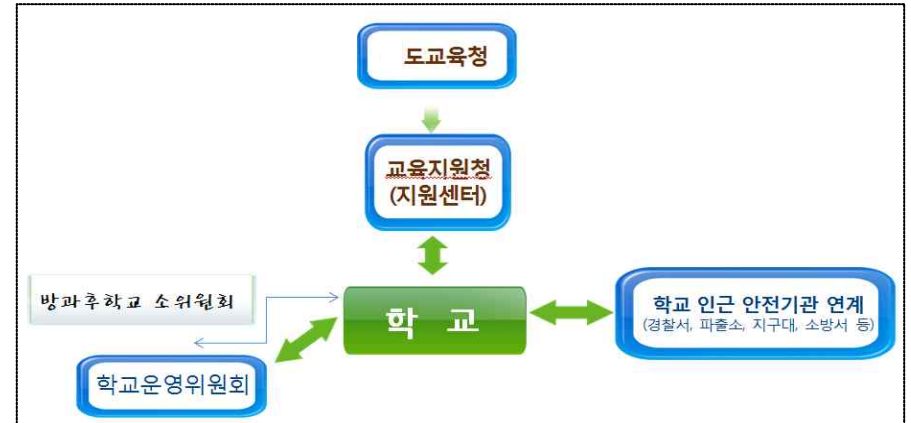 도교육청
교육지원청
(지원센터)
방과후학교 소위원회
학 교
학교 인근 안전기관 연계
(경찰서, 파출소, 지구대, 소방서 등)
학교운영위원회